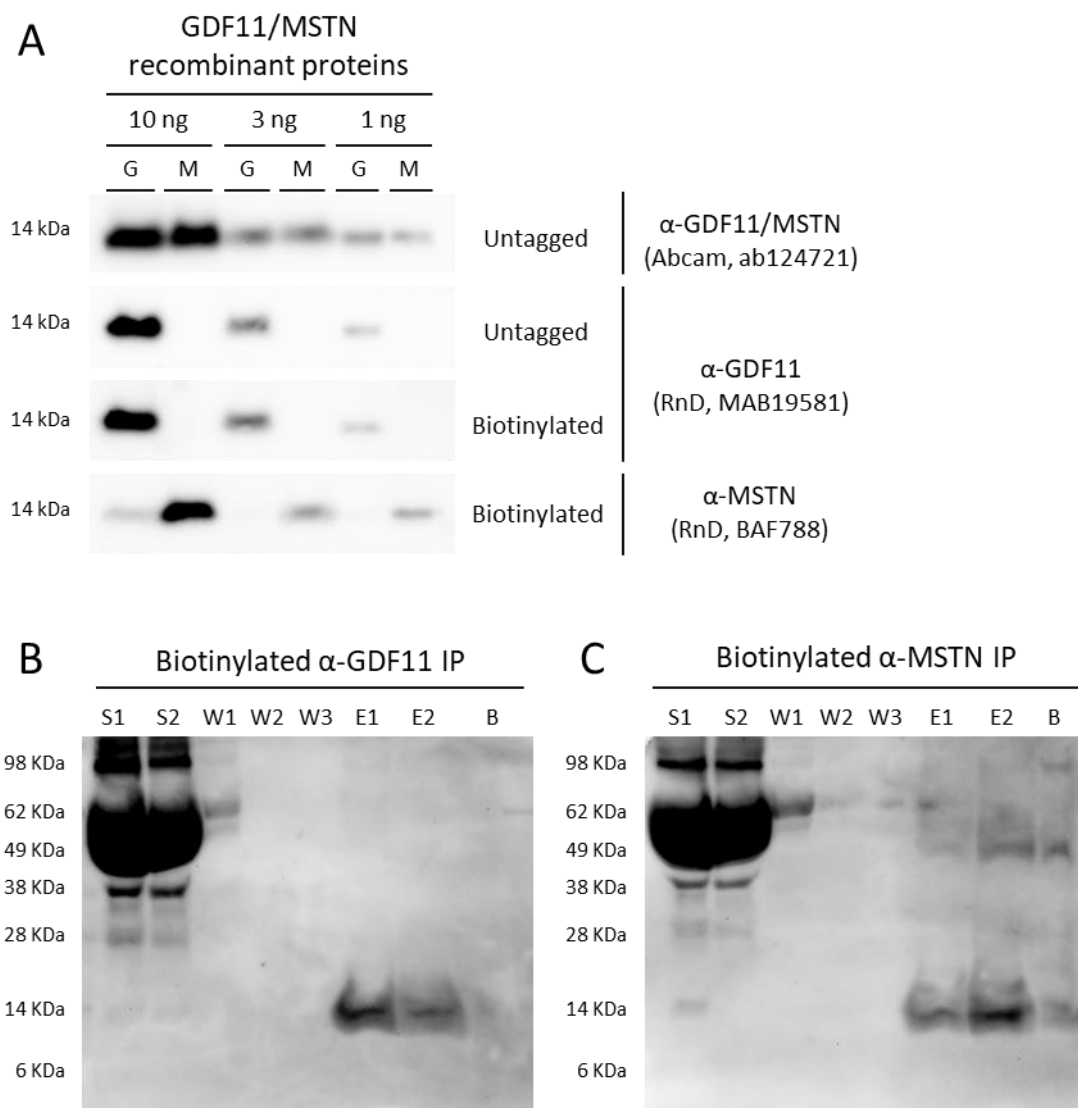 A
GDF11/MSTN
recombinant proteins
10 ng 3 ng 1 ng
G M G M G M
14 kDa Untagged α-GDF11/MSTN
(Abcam, ab124721)
14 kDa Untagged
α-GDF11
(RnD, MAB19581)
14 kDa Biotinylated
14 kDa Biotinylated α-MSTN
(RnD, BAF788)
B Biotinylated α-GDF11 IP
S1 S2 W1 W2 W3 E1 E2 B
98 KDa
62 KDa
49 KDa
38 KDa
28 KDa
14 KDa
6 KDa
C Biotinylated α-MSTN IP
S1 S2 W1 W2 W3 E1 E2 B
98 KDa
62 KDa
49 KDa
38 KDa
28 KDa
14 KDa
6 KDa